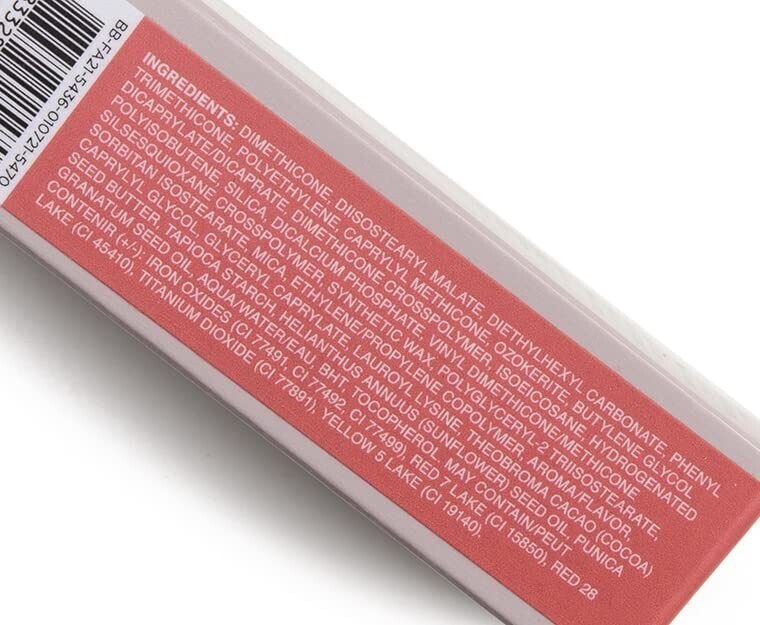 33325
BB-FA21-5436-010721-5470
INGREDIENTS: DIMETHICONE, DIISOSTEARYL MALATE, DIETHYLHEXYL CARBONATE, PHENYL
TRIMETHICONE, POLYETHYLENE, CAPRYLYL METHICONE, OZOKERITE, BUTYLENE GLYCOL
DICAPRYLATE/DICAPRATE, DIMETHICONE CROSSPOLYMER, ISOEICOSANE, HYDROGENATED
POLYISOBUTENE, SILICA, DICALCIUM PHOSPHATE, VINYL DIMETHICONE/METHICONE
SILSESQUIOXANE CROSSPOLYMER, SYNTHETIC WAX, POLYGLYCERYL-2 TRIISOSTEARATE,
SORBITAN ISOSTEARATE, MICA, ETHYLENE/PROPYLENE COPOLYMER, AROMA/FLAVOR,
CAPRYLYL GLYCOL, GLYCERYL CAPRYLATE, LAUROYL LYSINE, THEOBROMA CACAO (COCOA)
SEED BUTTER, TAPIOCA STARCH, HELIANTHUS ANNUUS (SUNFLOWER) SEED OIL, PUNICA
GRANATUM SEED OIL, AQUA/WATER/EAU, BHT, TOCOPHEROL, MAY CONTAIN/PEUT
CONTENIR (+/-): IRON OXIDES (CI 77491, CI 77492, CI 77499), RED 7 LAKE (CI 15850), RED 28
LAKE (CI 45410), TITANIUM DIOXIDE (CI 77891), YELLOW 5 LAKE (CI 19140).